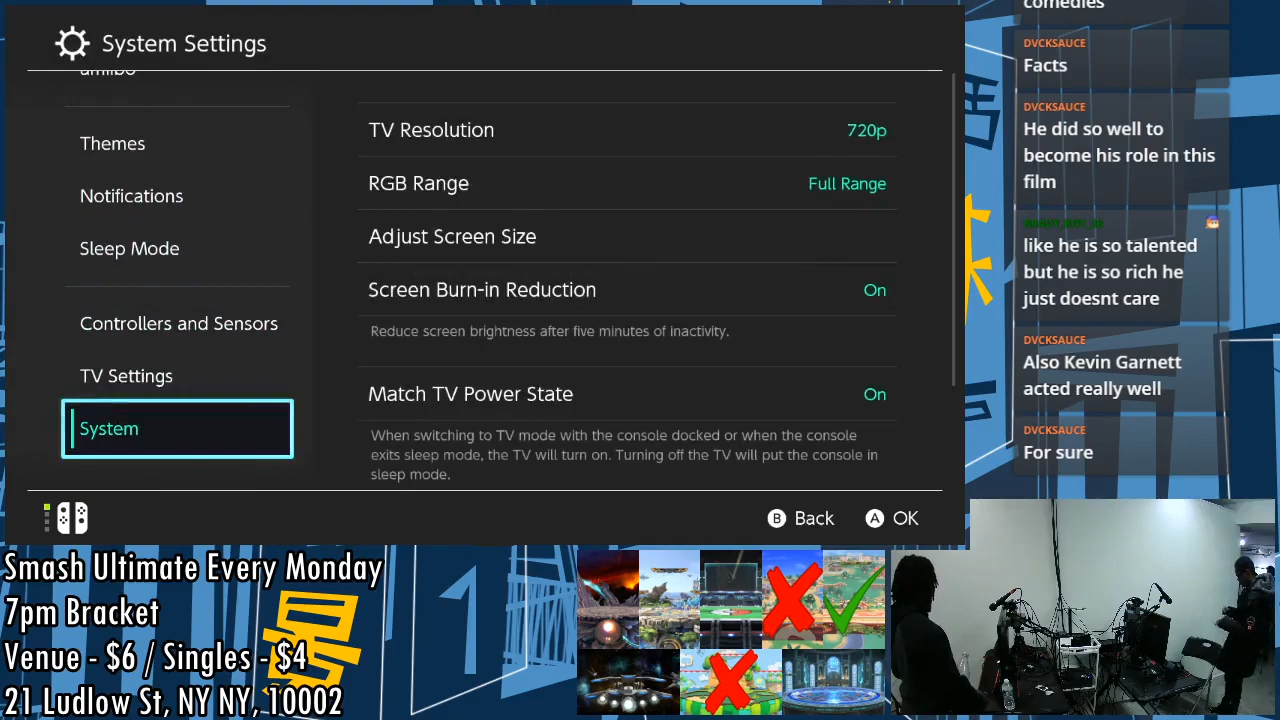 System Settings
amiibo
Themes
Notifications
Sleep Mode
Controllers and Sensors
TV Settings
System
TV Resolution 720p
RGB Range Full Range
Adjust Screen Size
Screen Burn-in Reduction On
Reduce screen brightness after five minutes of inactivity.
Match TV Power State On
When switching to TV mode with the console docked or when the console
exits sleep mode, the TV will turn on. Turning off the TV will put the console in
sleep mode.
B Back A OK
comedies
DVCKSAUCE
Facts
DVCKSAUCE
He did so well to
become his role in this
film
like he is so talented
but he is so rich he
just doesnt care
DVCKSAUCE
Also Kevin Garnett
acted really well
DVCKSAUCE
For sure
Smash Ultimate Every Monday
7pm Bracket
Venue - $6 / Singles - $4
21 Ludlow St, NY NY, 10002